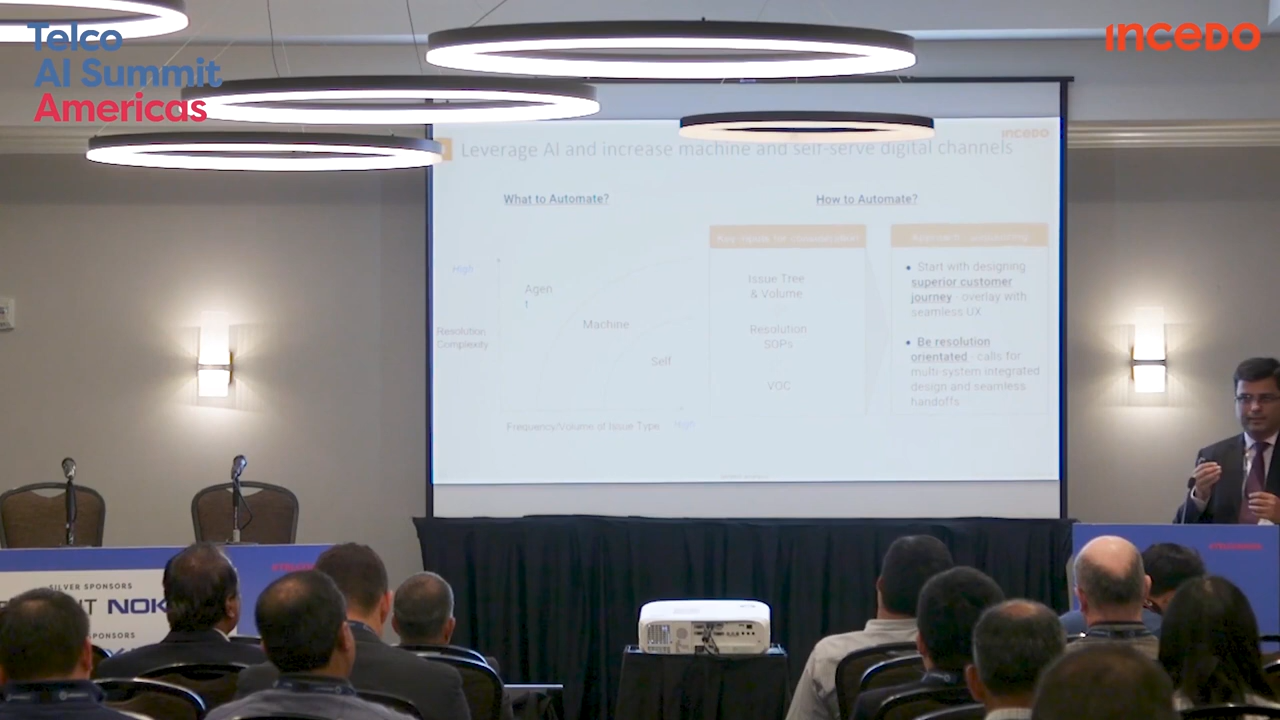 Telco
AI Summit
Americas
INCEDO
INCEDO
Leverage AI and increase machine and self-serve digital channels
What to Automate?
How to Automate?
High
Agen
t
Machine
Self
Resolution
Complexity
Frequency/Volume of Issue Type
High
Issue Tree
& Volume
Resolution
SOPs
VOC
Start with designing
superior customer
journey - overlay with
seamless UX
Be resolution
orientated - calls for
multi-system integrated
design and seamless
handoffs
SILVER SPONSORS
NOK